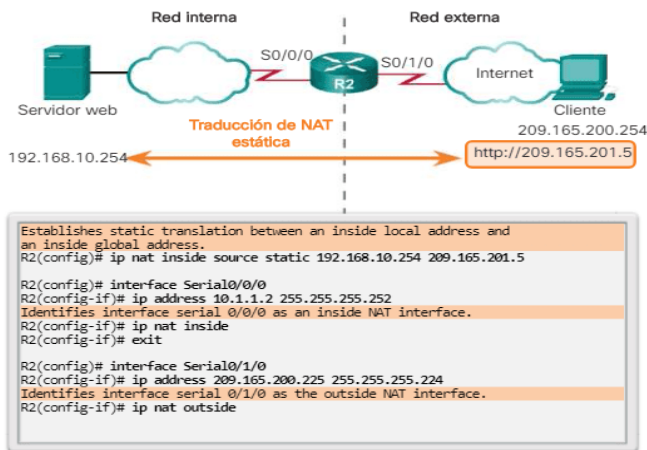 Red interna
Red externa
S0/0/0
S0/1/0
R2
Internet
Servidor web
Cliente
Traducción de NAT
estática
209.165.200.254
192.168.10.254
http://209.165.201.5
Establishes static translation between an inside local address and
an inside global address.
R2(config)# ip nat inside source static 192.168.10.254 209.165.201.5
R2(config)# interface Serial0/0/0
R2(config-if)# ip address 10.1.1.2 255.255.255.252
Identifies interface serial 0/0/0 as an inside NAT interface.
R2(config-if)# ip nat inside
R2(config-if)# exit
R2(config)# interface Serial0/1/0
R2(config-if)# ip address 209.165.200.225 255.255.255.224
Identifies interface serial 0/1/0 as the outside NAT interface.
R2(config-if)# ip nat outside